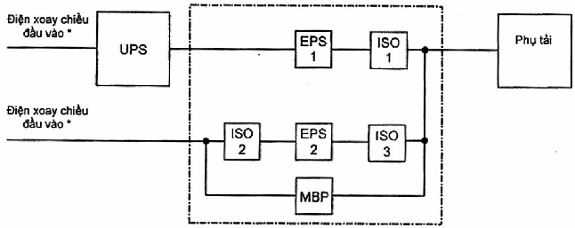 Điện xoay chiều
đầu vào *
UPS
EPS
1
ISO
1
Phụ tải
Điện xoay chiều
đầu vào *
ISO
2
EPS
2
ISO
3
MBP